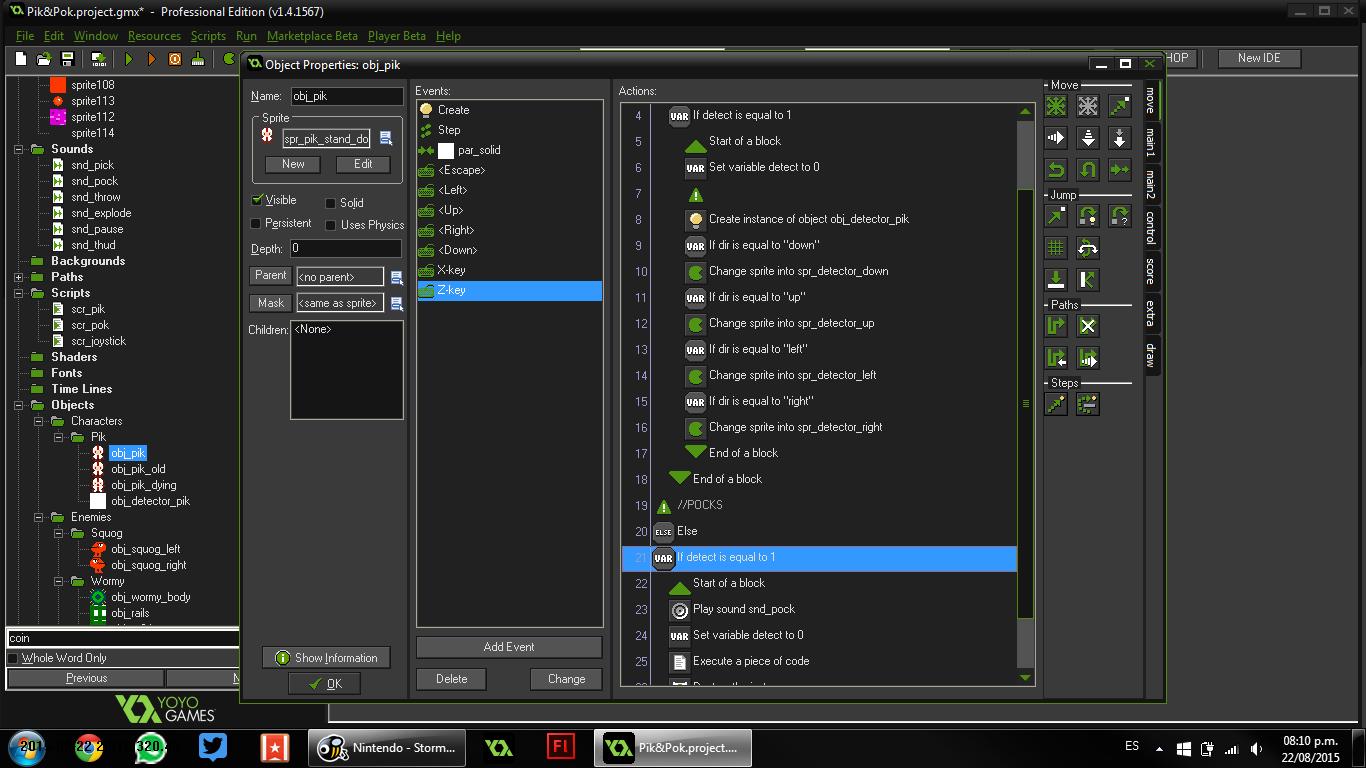 Pik&Pok.project.gmx* - Professional Edition (v1.4.1567)
File Edit Window Resources Scripts Run Marketplace Beta Player Beta Help
HOP
New IDE
sprite108
sprite113
sprite112
sprite114
Sounds
snd_pick
snd_pock
snd_throw
snd_explode
snd_pause
snd_thud
Backgrounds
Paths
Scripts
scr_pik
scr_pok
scr_joystick
Shaders
Fonts
Time Lines
Objects
Characters
Pik
obj_pik
obj_pik_old
obj_pik_dying
obj_detector_pik
Enemies
Squog
obj_squog_left
obj_squog_right
Wormy
obj_wormy_body
obj_rails
coin
Whole Word Only
Previous
N
YOYO
GAMES™
Object Properties: obj_pik
Name: obj_pik
Sprite
spr_pik_stand_do
New
Edit
Visible
Solid
Persistent
Uses Physics
Depth: 0
Parent <no parent>
Mask <same as sprite>
Children: <None>
Show Information
OK
Events:
Create
Step
par_solid
<Escape>
<Left>
<Up>
<Right>
<Down>
X-key
Z-key
Add Event
Delete
Change
Actions:
4 VAR If detect is equal to 1
5 Start of a block
6 VAR Set variable detect to 0
7
8 Create instance of object obj_detector_pik
9 VAR If dir is equal to "down"
10 Change sprite into spr_detector_down
11 VAR If dir is equal to "up"
12 Change sprite into spr_detector_up
13 VAR If dir is equal to "left"
14 Change sprite into spr_detector_left
15 VAR If dir is equal to "right"
16 Change sprite into spr_detector_right
17 End of a block
18 End of a block
19 //POCKS
20 ELSE Else
21 VAR If detect is equal to 1
22 Start of a block
23 Play sound snd_pock
24 VAR Set variable detect to 0
25 Execute a piece of code
Move
Jump
Paths
Steps
move
main1
main2
control
score
extra
draw
Nintendo - Storm...
Fl
Pik&Pok.project....
ES
08:10 p.m.
22/08/2015